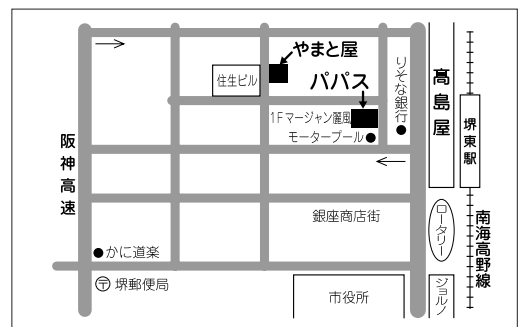 やまと屋
住生ビル
パパス
りそな銀行
高島屋
1Fマージャン麗風
モータープール
堺東駅
阪神高速
銀座商店街
ロータリー
南海高野線
かに道楽
〒 堺郵便局
市役所
ジョルノ